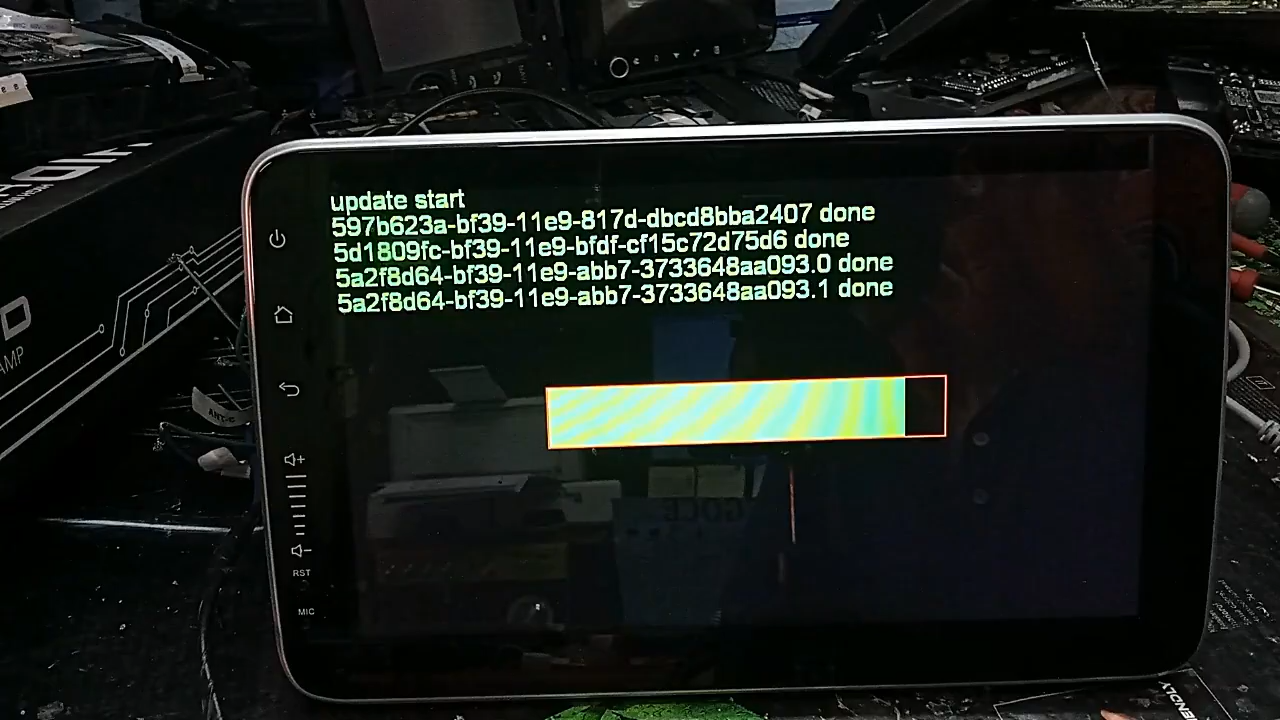 update start
597b623a-bf39-11e9-817d-dbcd8bba2407 done
5d1809fc-bf39-11e9-bfdf-cf15c72d75d6 done
5a2f8d64-bf39-11e9-abb7-3733648aa093.0 done
5a2f8d64-bf39-11e9-abb7-3733648aa093.1 done
RST
MIC
AMP